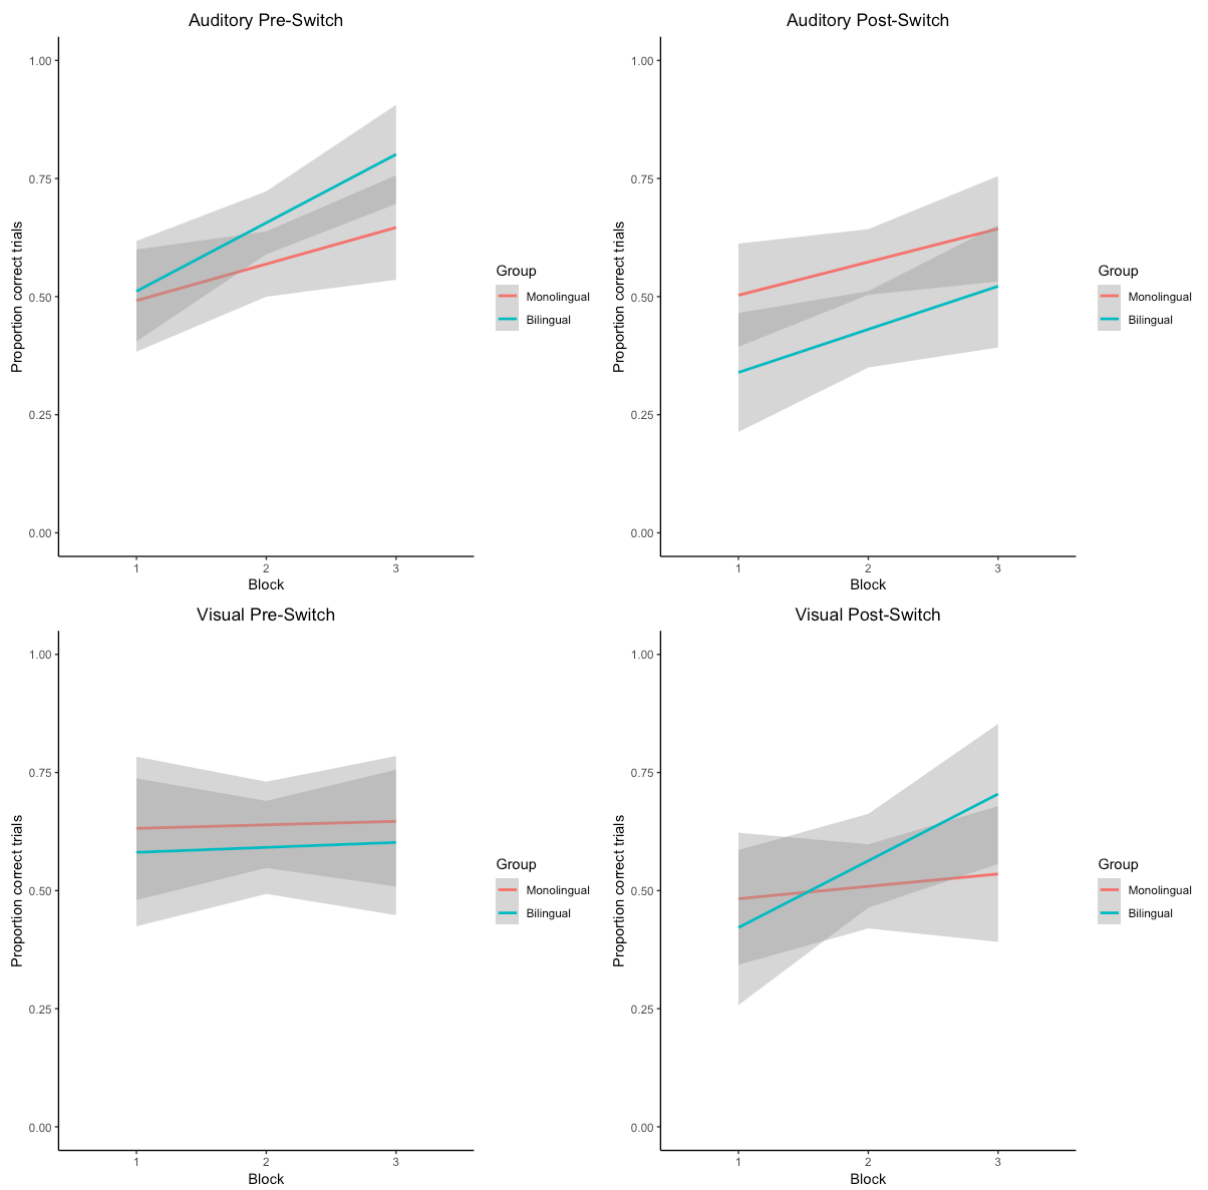 Auditory Pre-Switch
Proportion correct trials
1.00
0.75
0.50
0.25
0.00
1 2 3
Block
Group
Monolingual
Bilingual
Auditory Post-Switch
Proportion correct trials
1.00
0.75
0.50
0.25
0.00
1 2 3
Block
Group
Monolingual
Bilingual
Visual Pre-Switch
Proportion correct trials
1.00
0.75
0.50
0.25
0.00
1 2 3
Block
Group
Monolingual
Bilingual
Visual Post-Switch
Proportion correct trials
1.00
0.75
0.50
0.25
0.00
1 2 3
Block
Group
Monolingual
Bilingual